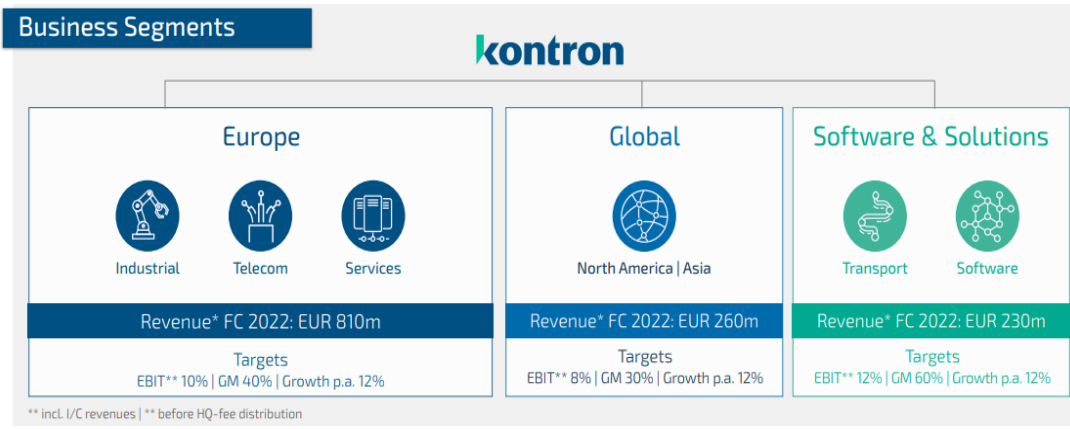 Business Segments
kontron
Europe
Industrial
Telecom
Services
Revenue* FC 2022: EUR 810m
Targets
EBIT** 10% | GM 40% | Growth p.a. 12%
Global
North America | Asia
Revenue* FC 2022: EUR 260m
Targets
EBIT** 8% | GM 30% | Growth p.a. 12%
Software & Solutions
Transport
Software
Revenue* FC 2022: EUR 230m
Targets
EBIT** 12% | GM 60% | Growth p.a. 12%
** incl. I/C revenues | ** before HQ-fee distribution